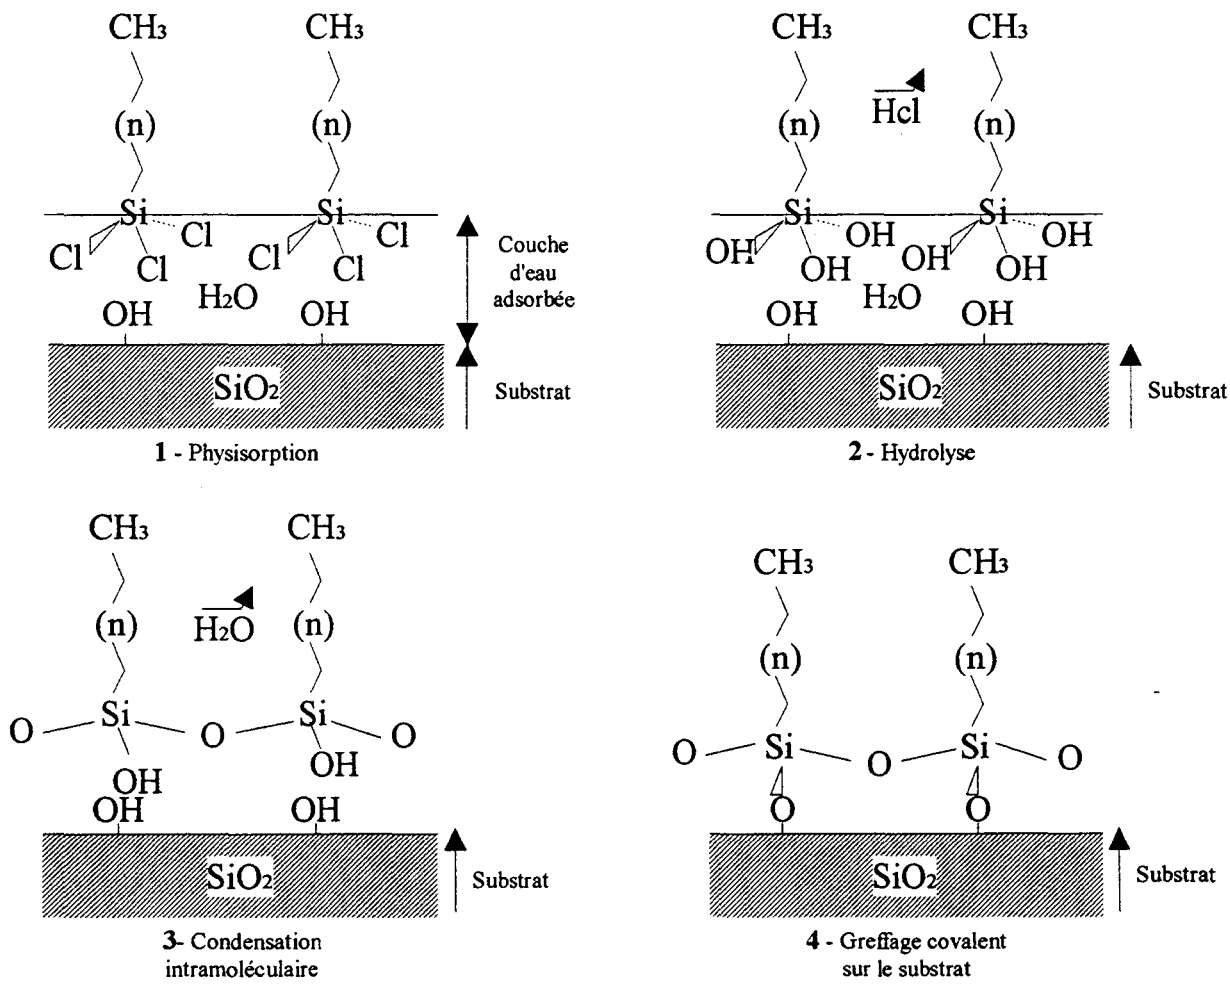 CH3 CH3
(n) (n)
Si Si
Cl Cl Cl Cl Cl Cl
H2O
OH OH
Couche
d'eau
adsorbée
SiO2
Substrat
1 - Physisorption
CH3 CH3
Hcl
(n) (n)
Si Si
OH OH OH OH OH OH
H2O
OH OH
SiO2
Substrat
2 - Hydrolyse
CH3 CH3
(n) H2O (n)
O Si O Si O
OH OH
OH OH
SiO2
Substrat
3- Condensation
intramoléculaire
CH3 CH3
(n) (n)
O Si O Si O
O O
SiO2
Substrat
4 - Greffage covalent
sur le substrat